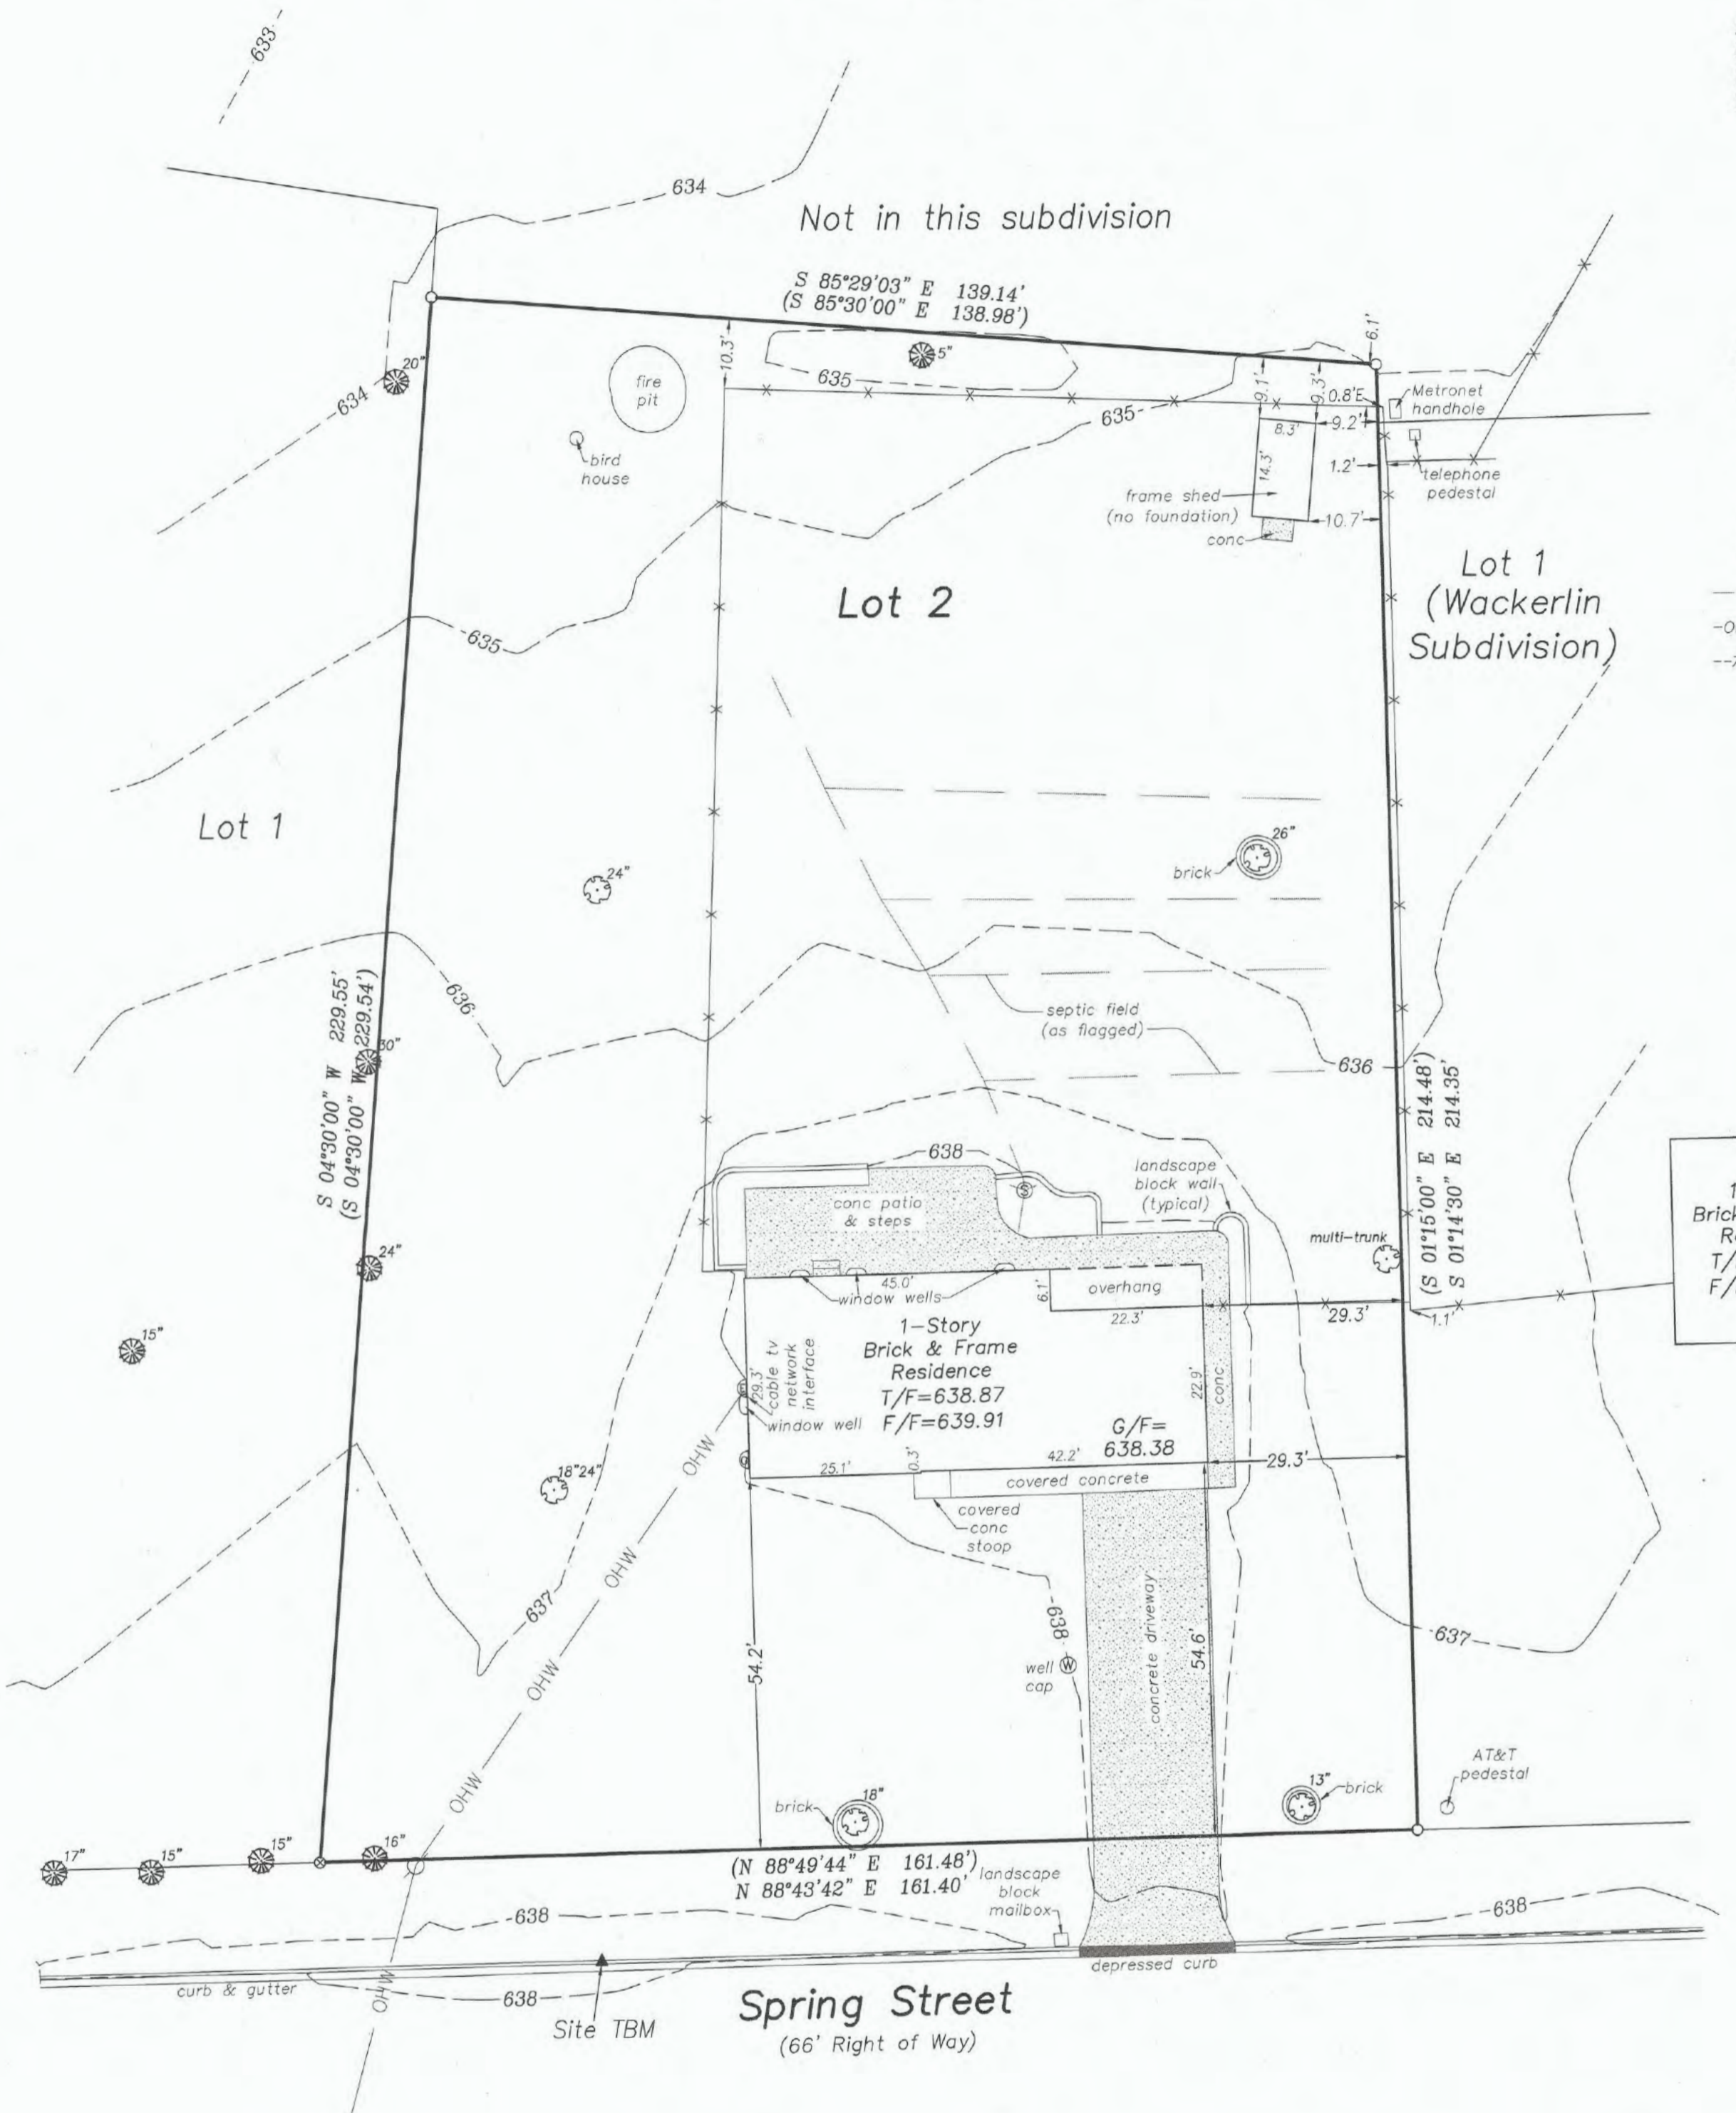 633
634
Not in this subdivision
S 85°29'03" E 139.14'
(S 85°30'00" E 138.98')
6.1'
10.3'
5"
20"
634
fire
pit
635
635
9.1'
9.3'
0.8'E
Metronet
handhole
8.3'
9.2'
14.3'
1.2'
bird
house
telephone
pedestal
frame shed
(no foundation)
10.7'
conc
Lot 1
(Wackerlin
Subdivision)
Lot 2
635
Lot 1
26"
brick
24"
S 04°30'00" W 229.55'
(S 04°30'00" W 229.54')
636
30"
septic field
(as flagged)
636
(S 01°15'00" E 214.48')
S 01°14'30" E 214.35'
638
landscape
block wall
(typical)
conc patio
& steps
S
multi-trunk
24"
45.0'
window wells
6.1'
overhang
22.3'
29.3'
1.1'
15"
1-Story
Brick & Frame
Residence
T/F=638.87
F/F=639.91
29.3'
cable tv
network
interface
window well
22.9'
conc
G/F=
638.38
E
G
OHW
25.1'
0.3'
42.2'
29.3'
covered concrete
covered
conc
stoop
18"24"
OHW
637
638
concrete driveway
54.2'
54.6'
637
well
cap
W
OHW
OHW
AT&T
pedestal
brick
18"
13"
brick
17"
15"
15"
16"
(N 88°49'44" E 161.48')
N 88°43'42" E 161.40'
landscape
block
mailbox
638
638
depressed curb
curb & gutter
OHW
638
Site TBM
Spring Street
(66' Right of Way)
1
Brick
R
T/
F/